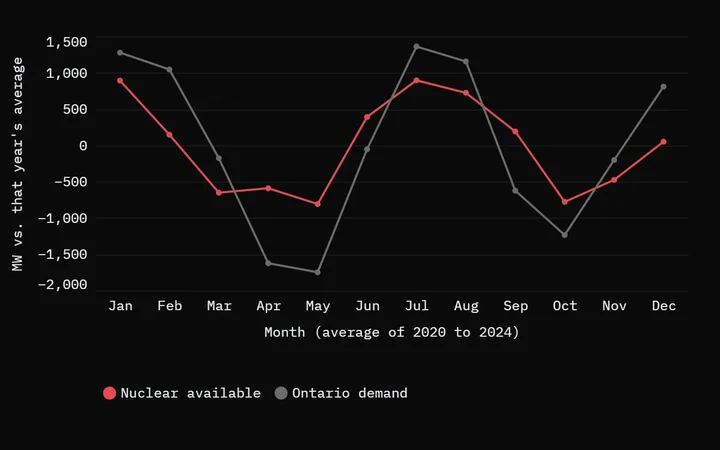 MW vs. that year's average
1,500
1,000
500
0
−500
−1,000
−1,500
−2,000
Jan Feb Mar Apr May Jun Jul Aug Sep Oct Nov Dec
Month (average of 2020 to 2024)
Nuclear available Ontario demand